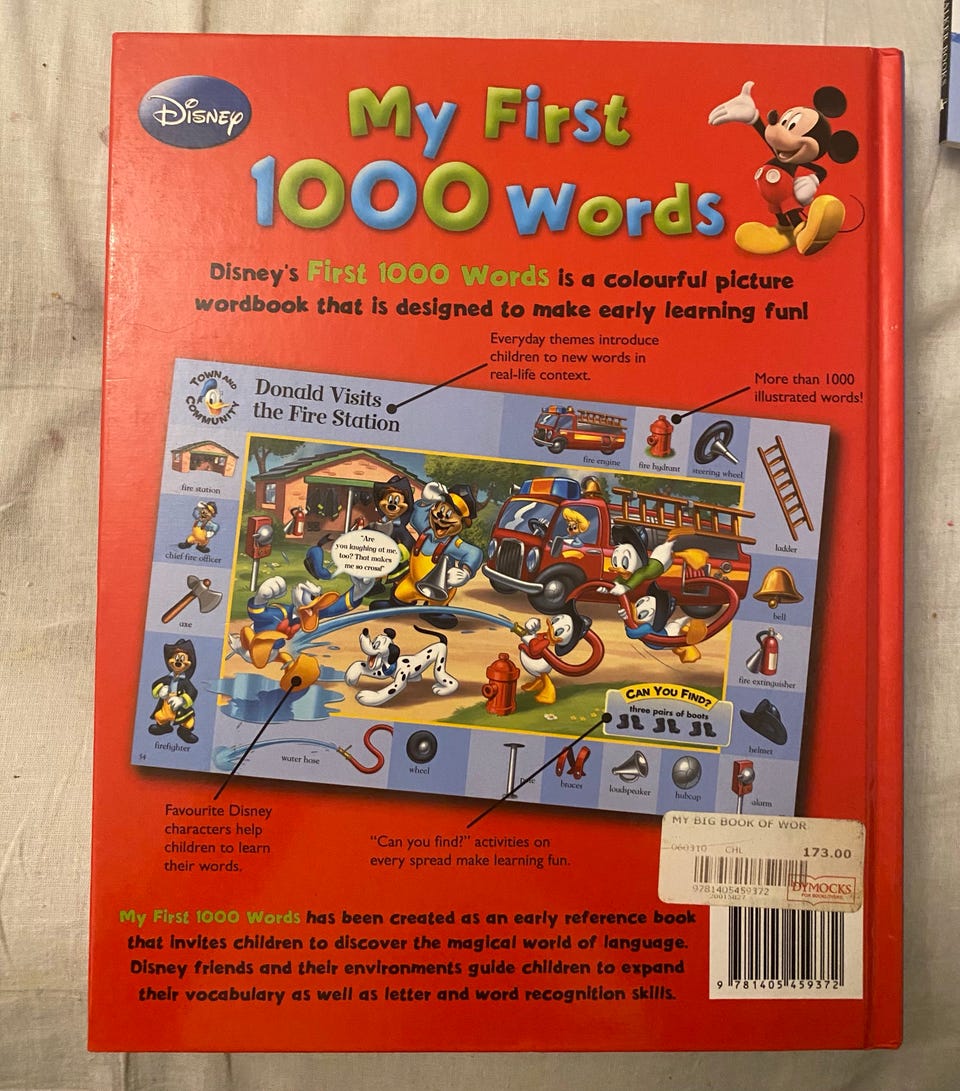 Disney
My First
1000 Words
Disney's First 1000 Words is a colourful picture
wordbook that is designed to make early learning fun!
Everyday themes introduce
children to new words in
real-life context.
More than 1000
illustrated words!
TOWN AND
COMMUNITY
Donald Visits
the Fire Station
fire engine
fire hydrant
steering wheel
fire station
ladder
chief fire officer
"Are
you laughing at me,
too? That makes
me so cross!"
axe
bell
fire extinguisher
CAN YOU FIND?
three pairs of boots
firefighter
helmet
54
water hose
wheel
braces
loudspeaker
hubcap
alarm
Favourite Disney
characters help
children to learn
their words.
"Can you find?" activities on
every spread make learning fun.
MY BIG BOOK OF WOR
060310 CHL 173.00
9781405459372
DYMOCKS
FOR BOOKLOVERS
My First 1000 Words has been created as an early reference book
that invites children to discover the magical world of language.
Disney friends and their environments guide children to expand
their vocabulary as well as letter and word recognition skills.
9 781405 459372